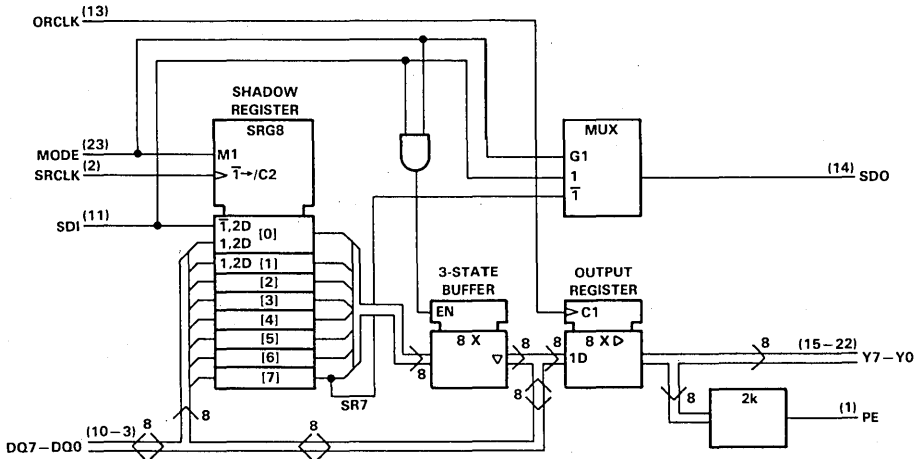 ORCLK (13)
SHADOW
REGISTER
SRG8
MUX
MODE (23)
M1
G1
SRCLK (2)
1→/C2
1
(14) SDO
1
SDI (11)
1,2D [0]
1,2D
1,2D [1]
[2]
[3]
[4]
[5]
[6]
[7]
3-STATE
BUFFER
OUTPUT
REGISTER
EN
C1
8 X
8 X
8
8
8
8
1D
8
(15–22)
Y7–Y0
SR7
8
8
8
2k
(1) PE
DQ7–DQ0 (10–3)
8
8